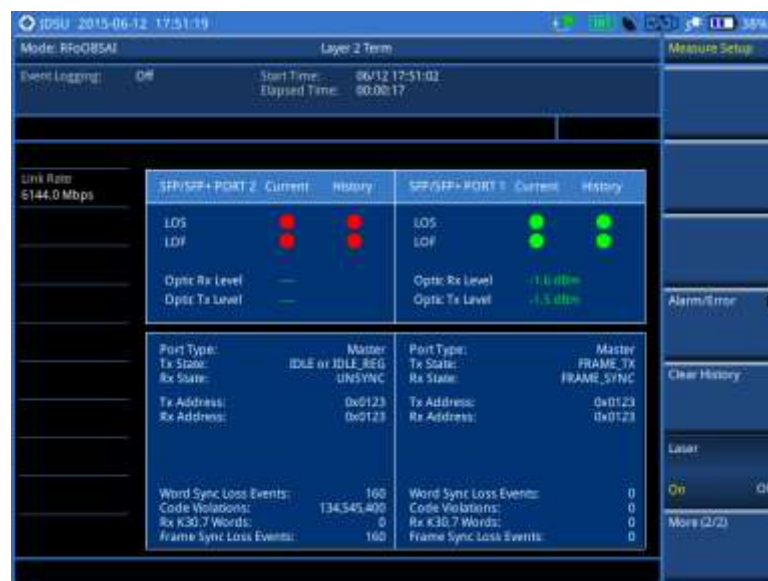 JDSU 2015-06-12 17:51:19
38%
Mode: RFoOBSAI
Layer 2 Term
Measure Setup
Event Logging: Off
Start Time: 06/12 17:51:02
Elapsed Time: 00:00:17
Link Rate
6144.0 Mbps
SFP/SFP+ PORT 2 Current History
SFP/SFP+ PORT 1 Current History
LOS
LOS
LOF
LOF
Optic Rx Level ---
Optic Rx Level -1.6 dBm
Optic Tx Level ---
Optic Tx Level -1.5 dBm
Alarm/Error
Port Type: Master
Port Type: Master
Tx State: IDLE or IDLE_REG
Tx State: FRAME_TX
Rx State: UNSYNC
Rx State: FRAME_SYNC
Clear History
Tx Address: 0x0123
Tx Address: 0x0123
Rx Address: 0x0123
Rx Address: 0x0123
Laser
On
Word Sync Loss Events: 160
Word Sync Loss Events: 0
Code Violations: 134,545,400
Code Violations: 0
Rx K30.7 Words: 0
Rx K30.7 Words: 0
Frame Sync Loss Events: 160
Frame Sync Loss Events: 0
More (2/2)